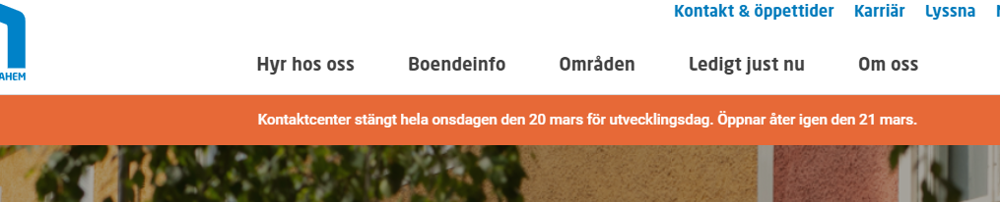 Kontakt & öppettider Karriär Lyssna
AHEM
Hyr hos oss Boendeinfo Områden Ledigt just nu Om oss
Kontaktcenter stängt hela onsdagen den 20 mars för utvecklingsdag. Öppnar åter igen den 21 mars.